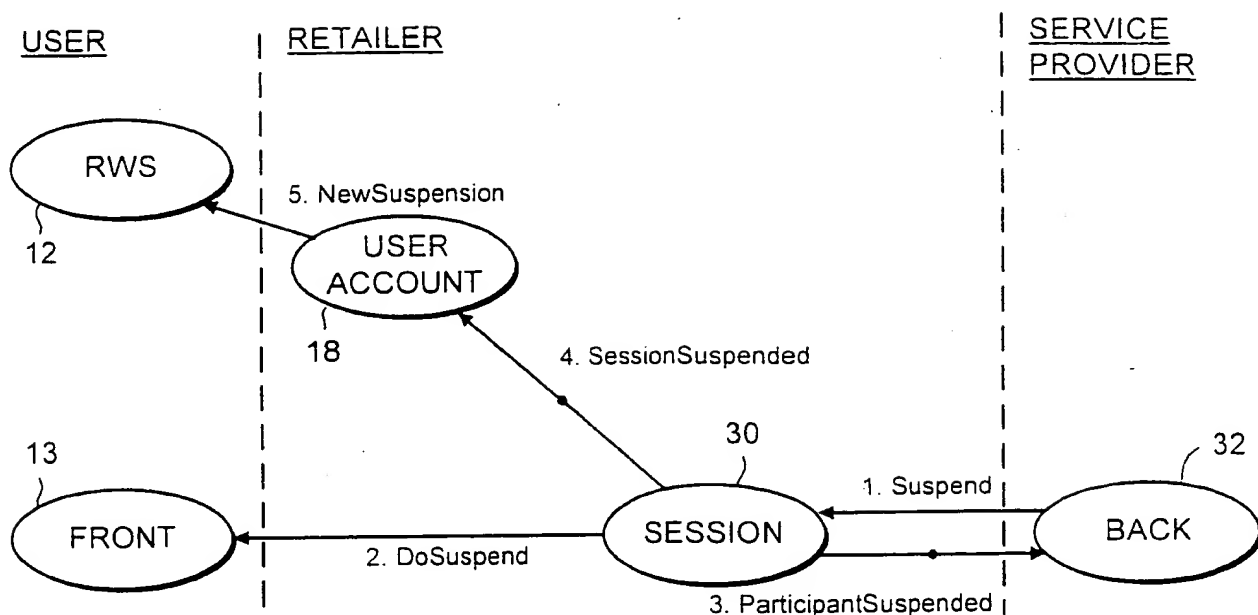 USER
RETAILER
SERVICE
PROVIDER
RWS
12
5. NewSuspension
USER
ACCOUNT
18
4. SessionSuspended
13
FRONT
2. DoSuspend
30
SESSION
1. Suspend
32
BACK
3. ParticipantSuspended